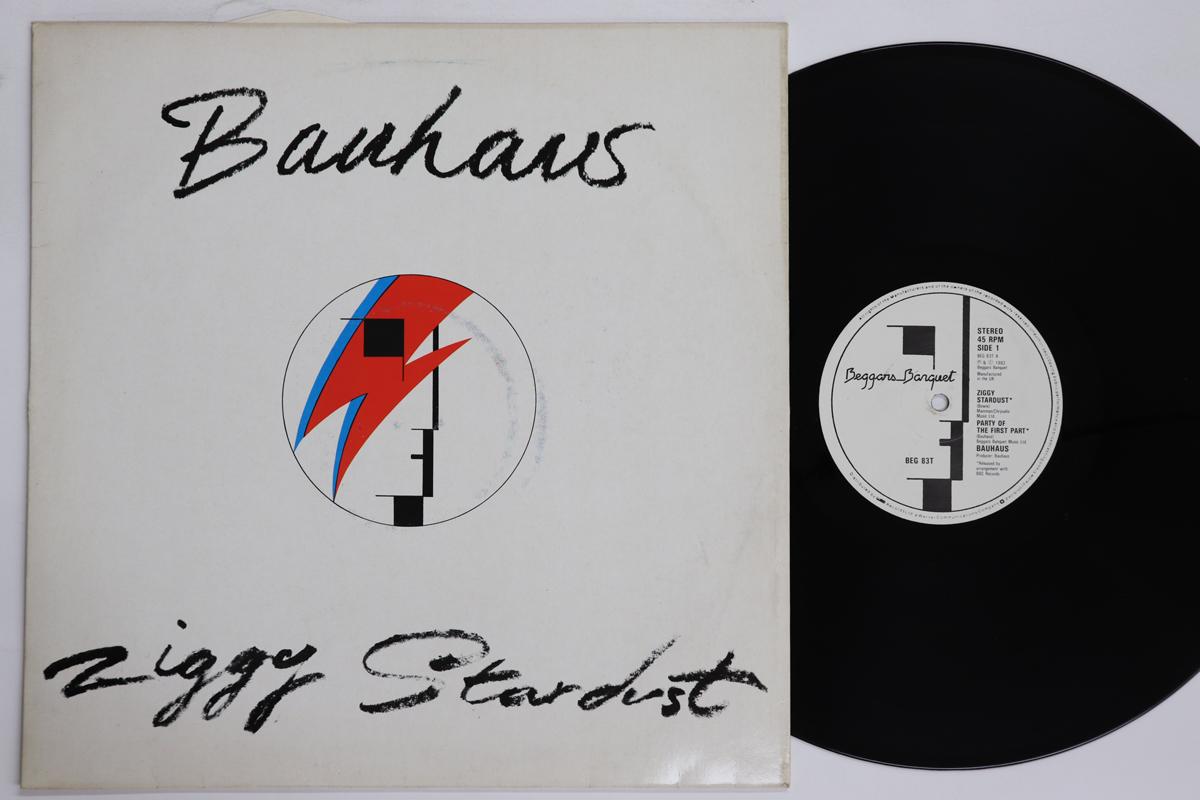 Bauhaus
Ziggy Stardust
Beggars Banquet
BEG 83T
STEREO
45 RPM
SIDE 1
BEG 83T A
℗ & © 1982
Beggars Banquet
Manufactured
in the UK
ZIGGY
STARDUST*
(Bowie)
Mainman/Chrysalis
Music Ltd.
PARTY OF
THE FIRST PART*
(Bauhaus)
Beggars Banquet Music Ltd.
BAUHAUS
Producer: Bauhaus
*Released by
arrangement with
BBC Records